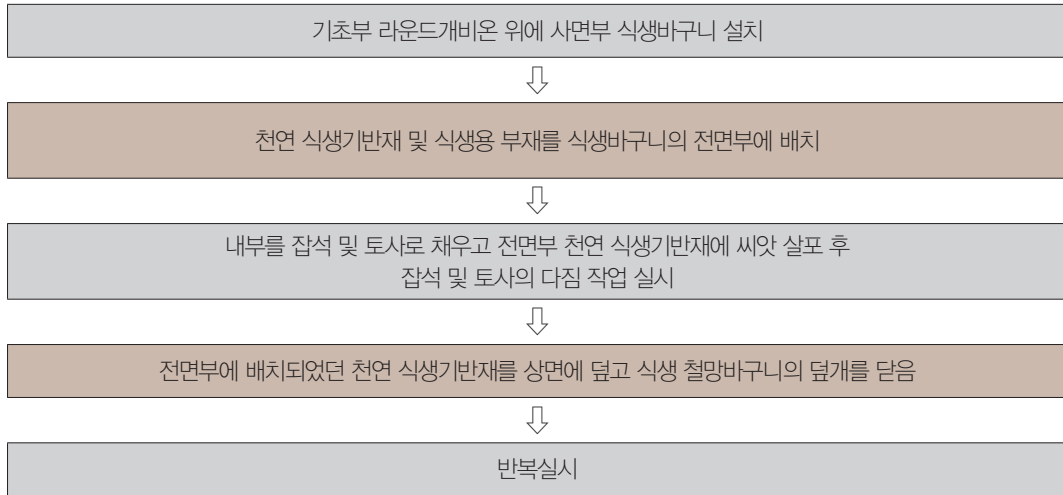 기초부 라운드개비온 위에 사면부 식생바구니 설치
천연 식생기반재 및 식생용 부재를 식생바구니의 전면부에 배치
내부를 잡석 및 토사로 채우고 전면부 천연 식생기반재에 씨앗 살포 후
잡석 및 토사의 다짐 작업 실시
전면부에 배치되었던 천연 식생기반재를 상면에 덮고 식생 철망바구니의 덮개를 닫음
반복실시